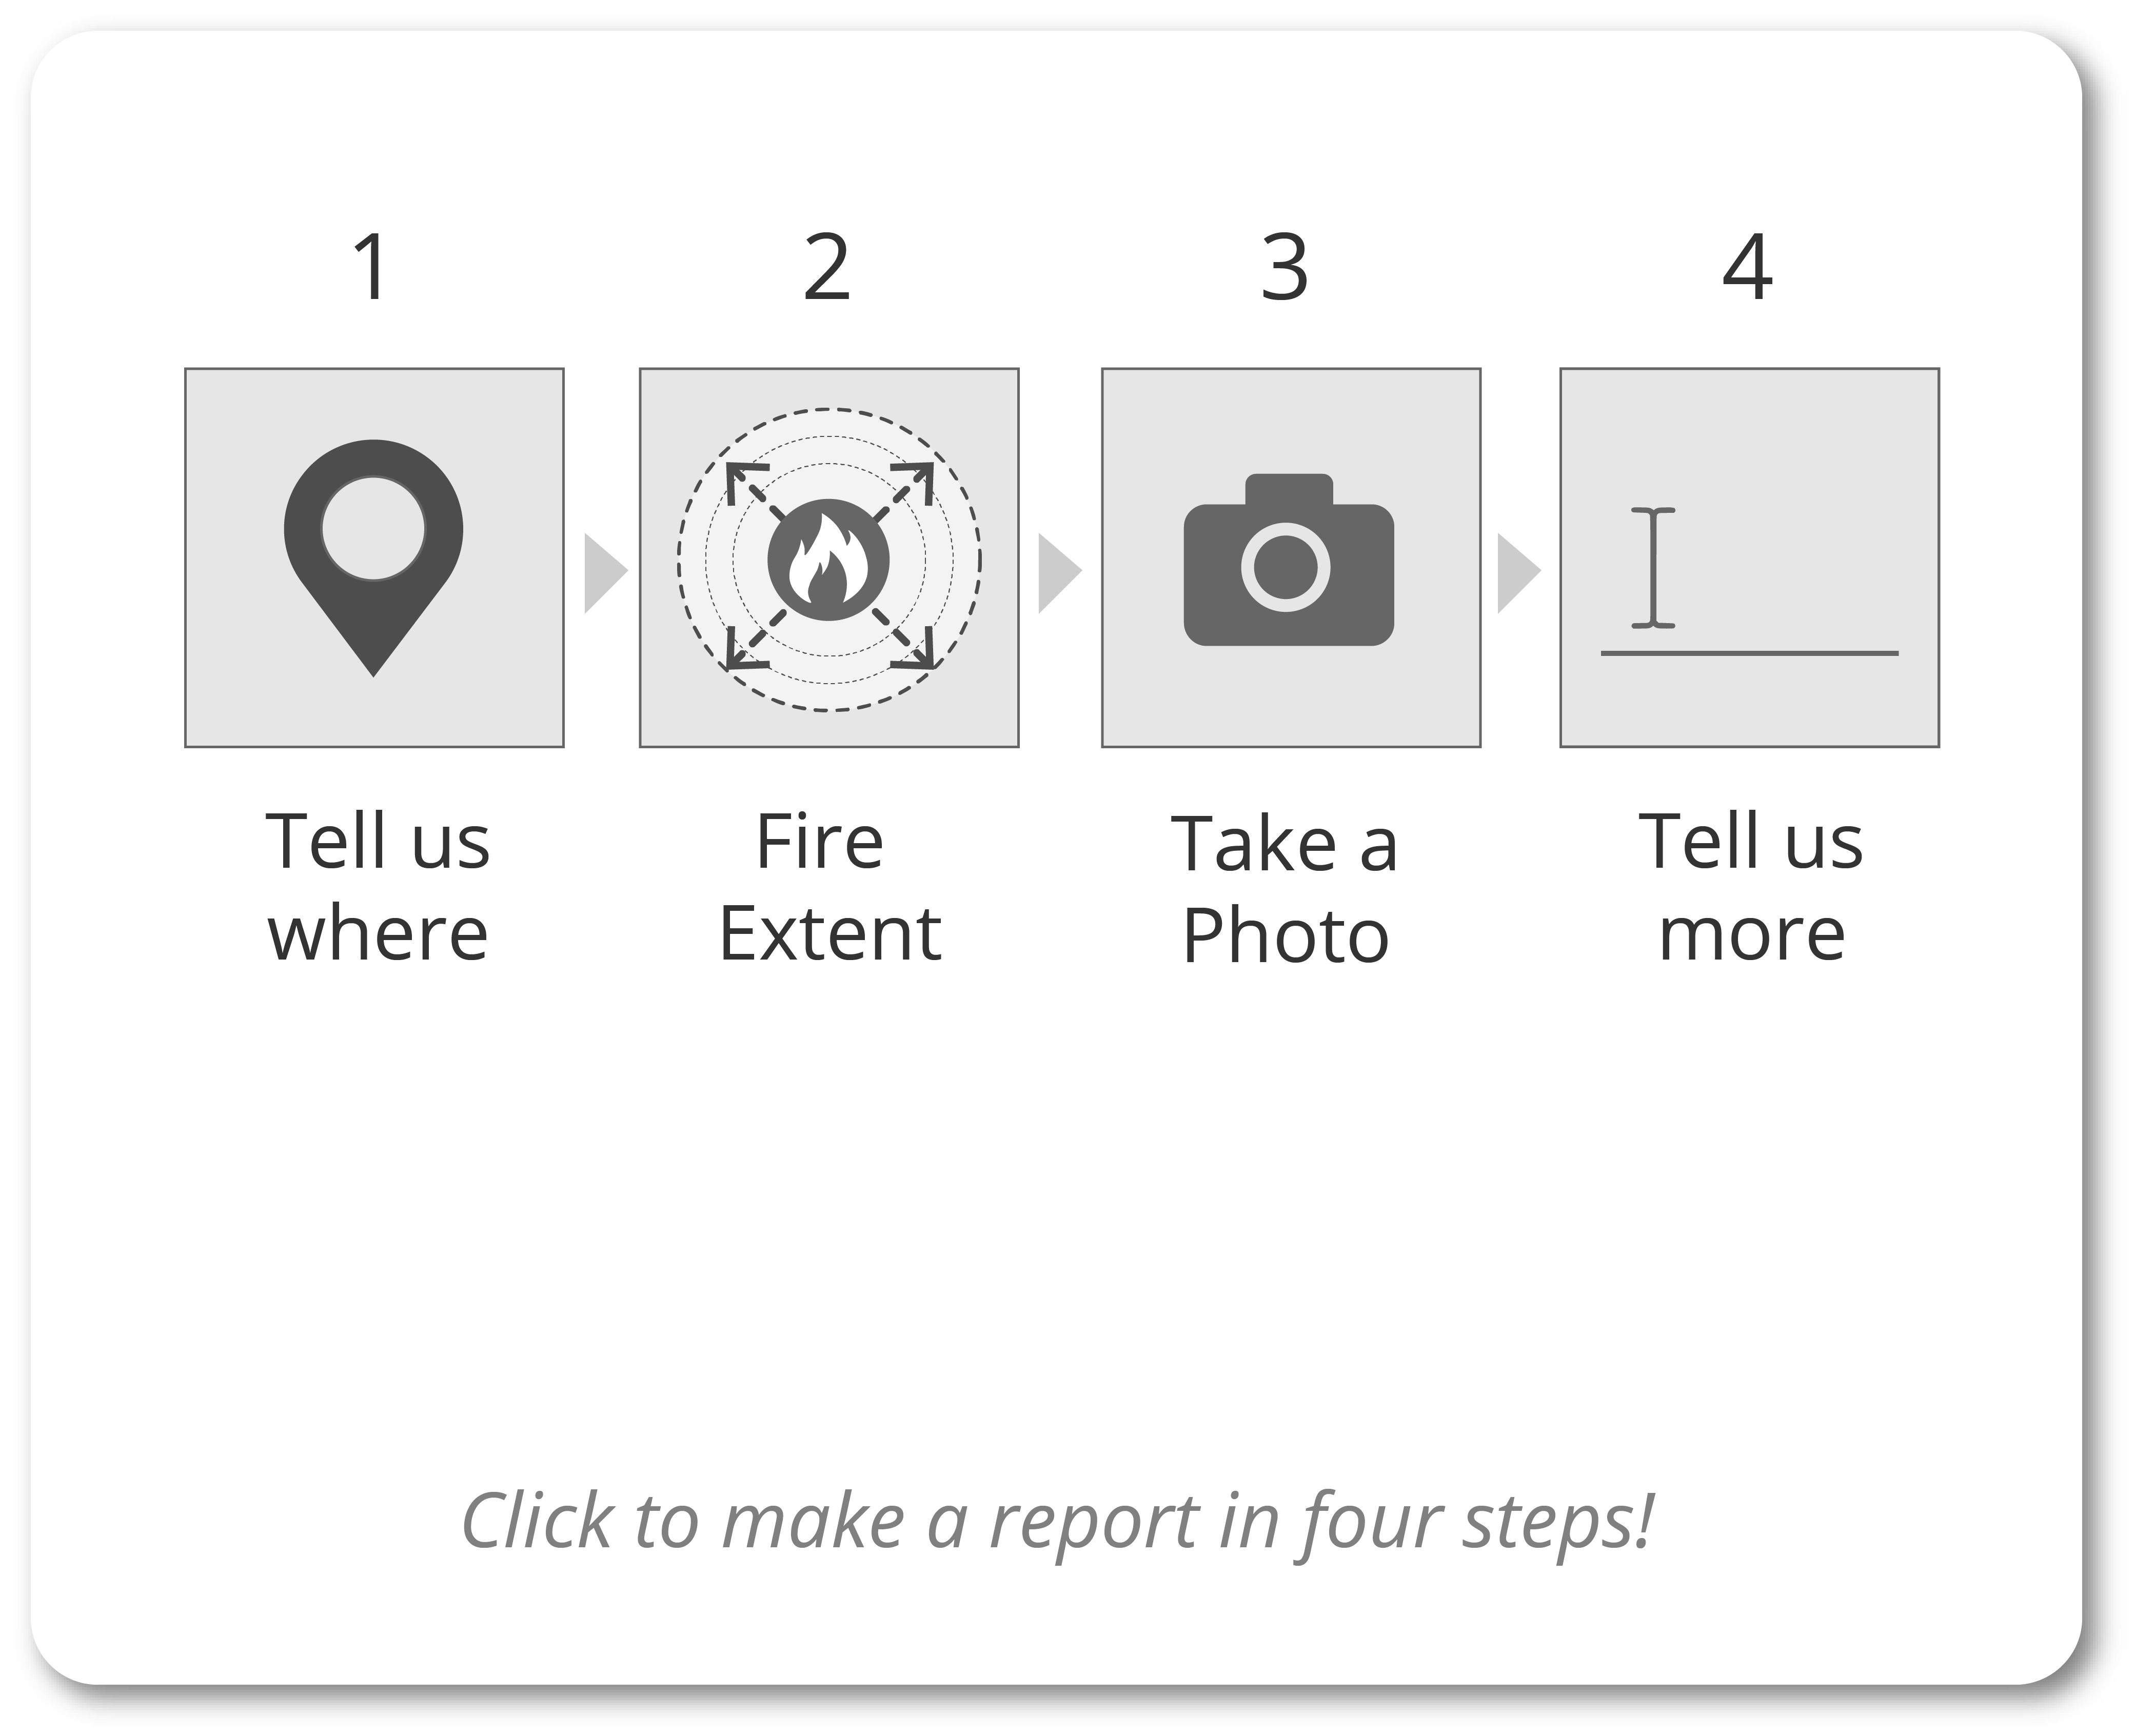 1
2
3
4
Tell us
where
Fire
Extent
Take a
Photo
Tell us
more
Click to make a report in four steps!